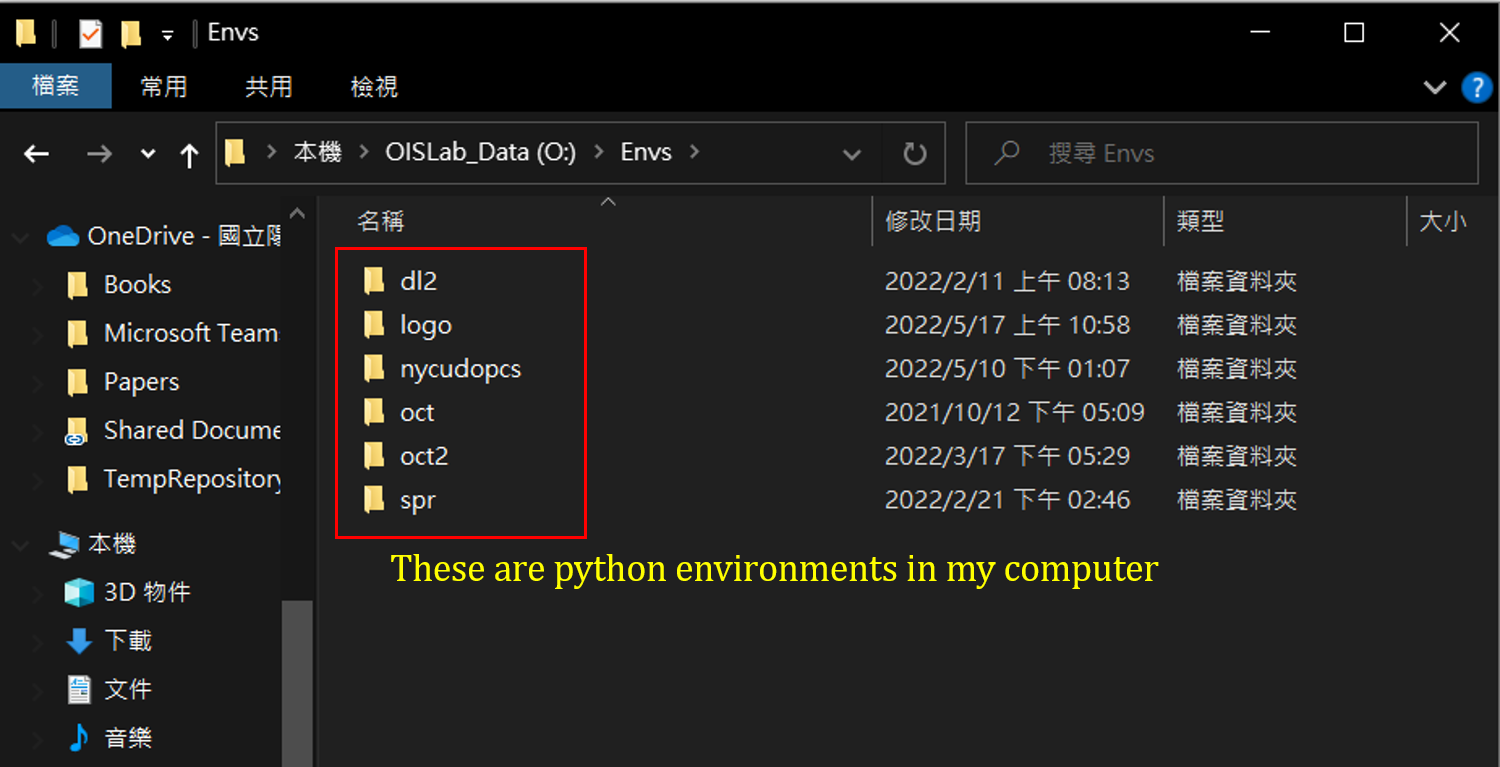 Envs
檔案 常用 共用 檢視
本機 OISLab_Data (O:) Envs 搜尋 Envs
名稱 修改日期 類型 大小
OneDrive - 國立陽
Books
Microsoft Team
Papers
Shared Docume
TempRepository
本機
3D 物件
下載
文件
音樂
dl2 2022/2/11 上午 08:13 檔案資料夾
logo 2022/5/17 上午 10:58 檔案資料夾
nycudopcs 2022/5/10 下午 01:07 檔案資料夾
oct 2021/10/12 下午 05:09 檔案資料夾
oct2 2022/3/17 下午 05:29 檔案資料夾
spr 2022/2/21 下午 02:46 檔案資料夾
These are python environments in my computer